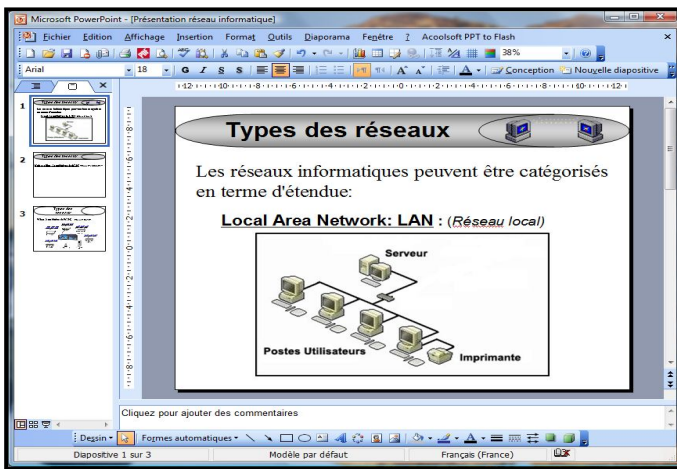 Microsoft PowerPoint - [Présentation réseau informatique]
Fichier Edition Affichage Insertion Format Outils Diaporama Fenêtre ? Acoolsoft PPT to Flash
38%
Arial 18 G I S S Conception Nouvelle diapositive
1
2
3
Types des réseaux
Les réseaux informatiques peuvent être catégorisés
en terme d'étendue:
Local Area Network: LAN : (Réseau local)
Serveur
Postes Utilisateurs
Imprimante
Cliquez pour ajouter des commentaires
Dessin Formes automatiques
Diapositive 1 sur 3 Modèle par défaut Français (France)